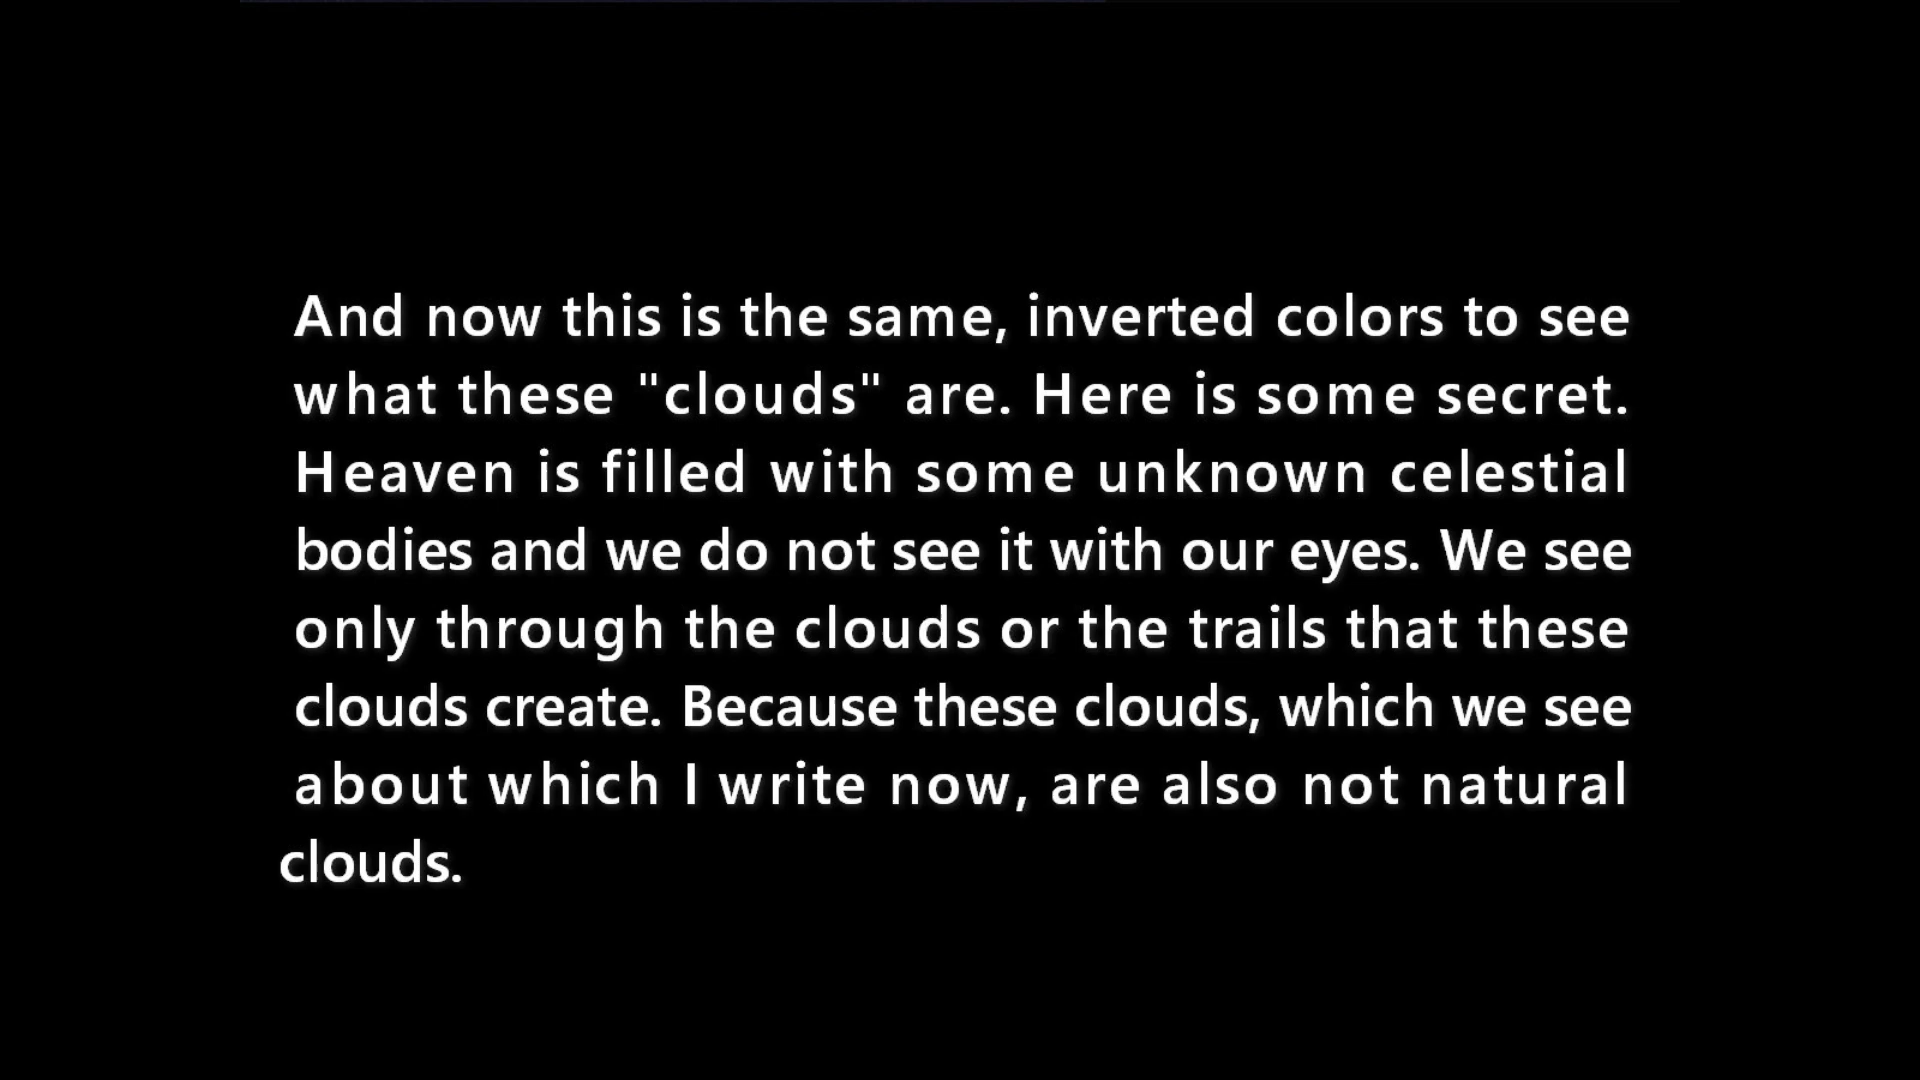 And now this is the same, inverted colors to see
what these "clouds" are. Here is some secret.
Heaven is filled with some unknown celestial
bodies and we do not see it with our eyes. We see
only through the clouds or the trails that these
clouds create. Because these clouds, which we see
about which I write now, are also not natural
clouds.